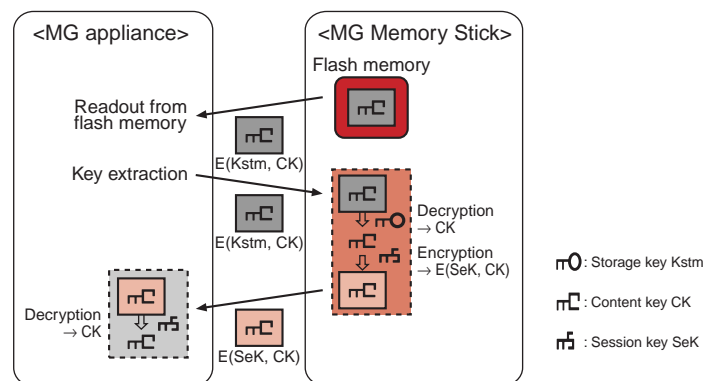 <MG appliance>
<MG Memory Stick>
Flash memory
Readout from
flash memory
E(Kstm, CK)
Key extraction
E(Kstm, CK)
Decryption
→ CK
Encryption
→ E(SeK, CK)
Decryption
→ CK
E(SeK, CK)
: Storage key Kstm
: Content key CK
: Session key SeK